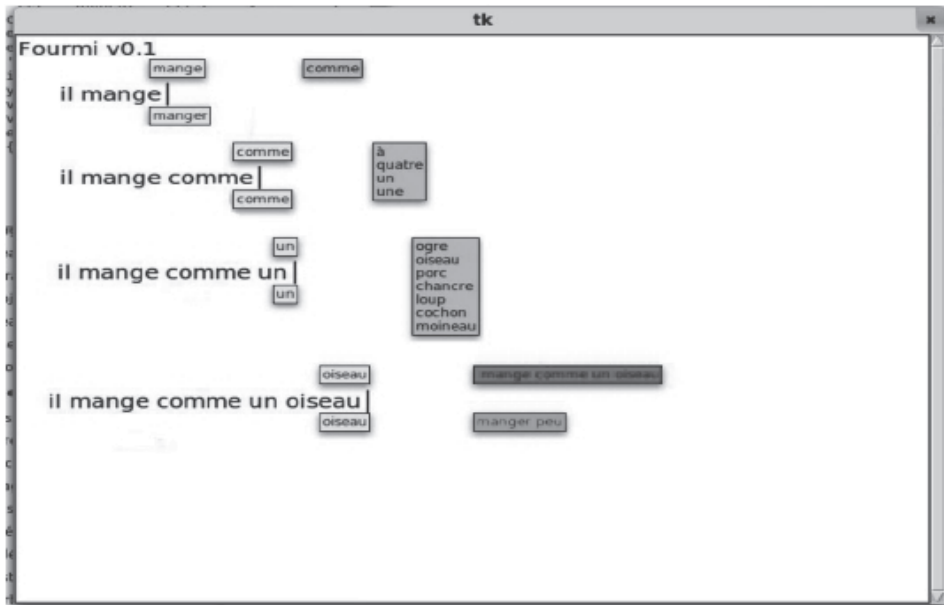 tk
Fourmi v0.1
mange comme
il mange
manger
comme
à
quatre
un
une
il mange comme
comme
un
ogre
oiseau
porc
chancre
loup
cochon
moineau
il mange comme un
un
oiseau mange comme un oiseau
il mange comme un oiseau
oiseau manger peu